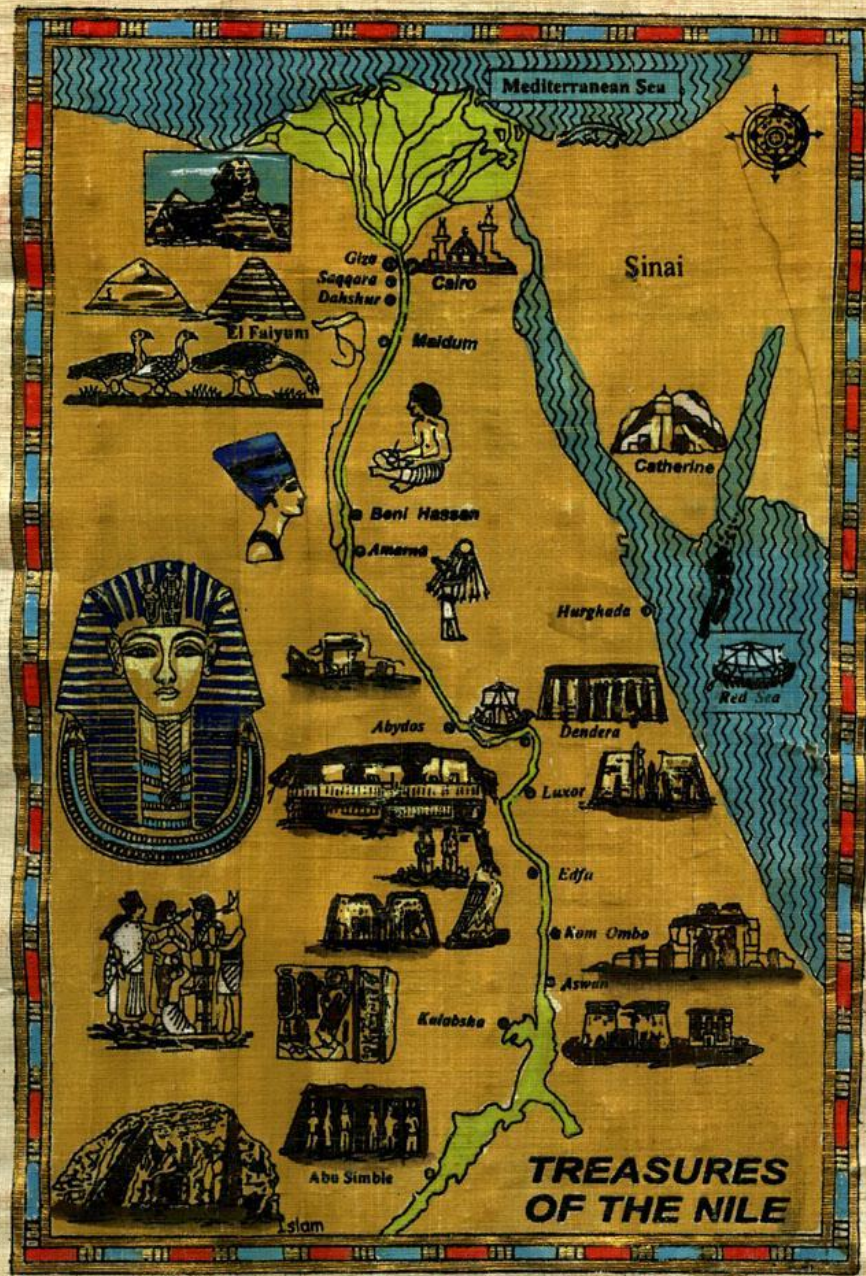 Mediterranean Sea
Sinai
Giza
Saqqara
Cairo
Dahshur
El Faiyum
Maidum
Catherine
Beni Hassan
Amarna
Hurghada
Red Sea
Abydos
Dendera
Luxor
Edfu
Kom Ombo
Aswan
Kalabsha
TREASURES
OF THE NILE
Abu Simble
Islam